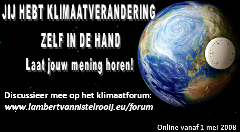 JIJ HEBT KLIMAATVERANDERING
ZELF IN DE HAND
Laat jouw mening horen!
Discussieer mee op het klimaatforum:
www.lambertvannistelrooij.eu/forum
Online vanaf 1 mei 2008